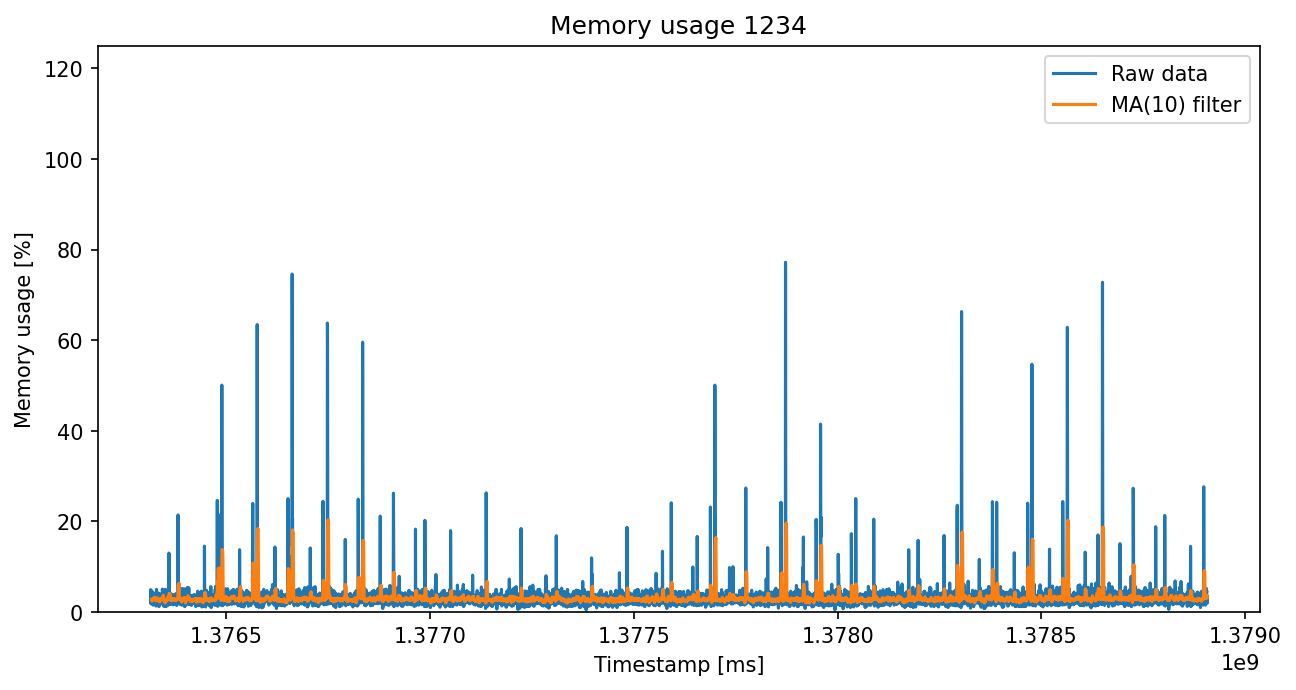 Memory usage 1234
Raw data
MA(10) filter
Memory usage [%]
120
100
80
60
40
20
0
1.3765 1.3770 1.3775 1.3780 1.3785 1.3790
1e9
Timestamp [ms]